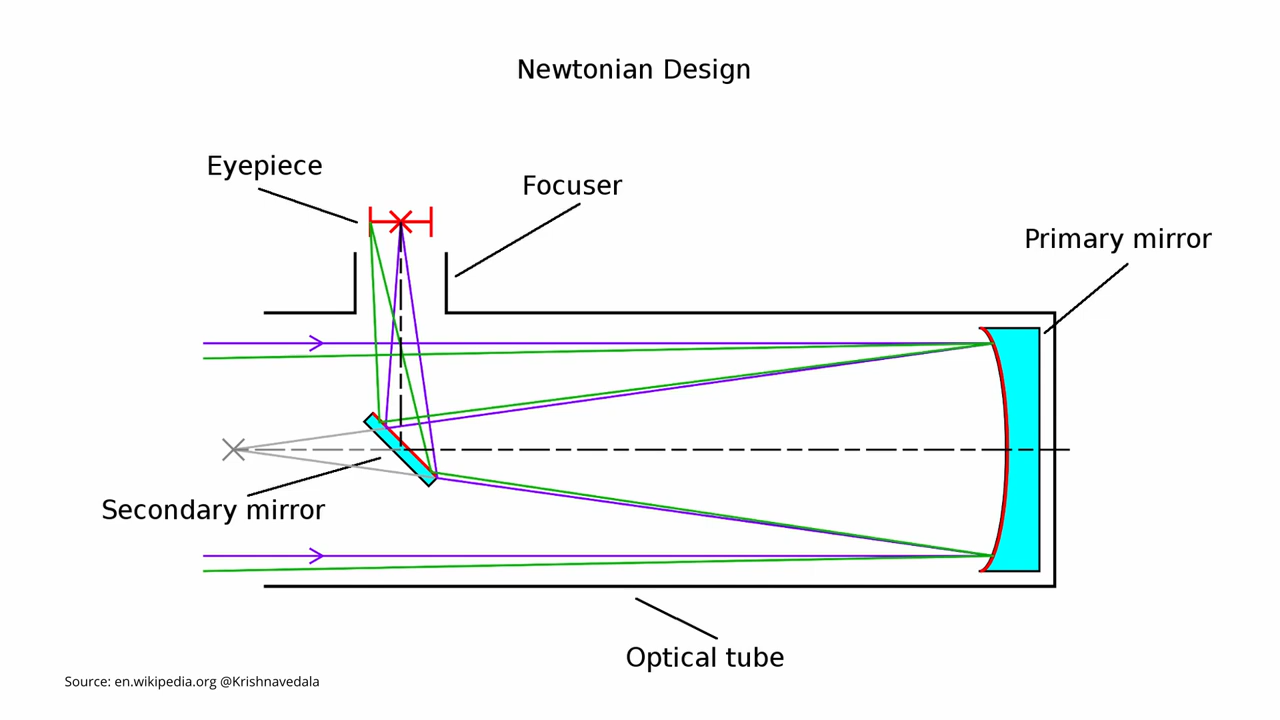 Newtonian Design
Eyepiece
Focuser
Primary mirror
Secondary mirror
Optical tube
Source: en.wikipedia.org @Krishnavedala